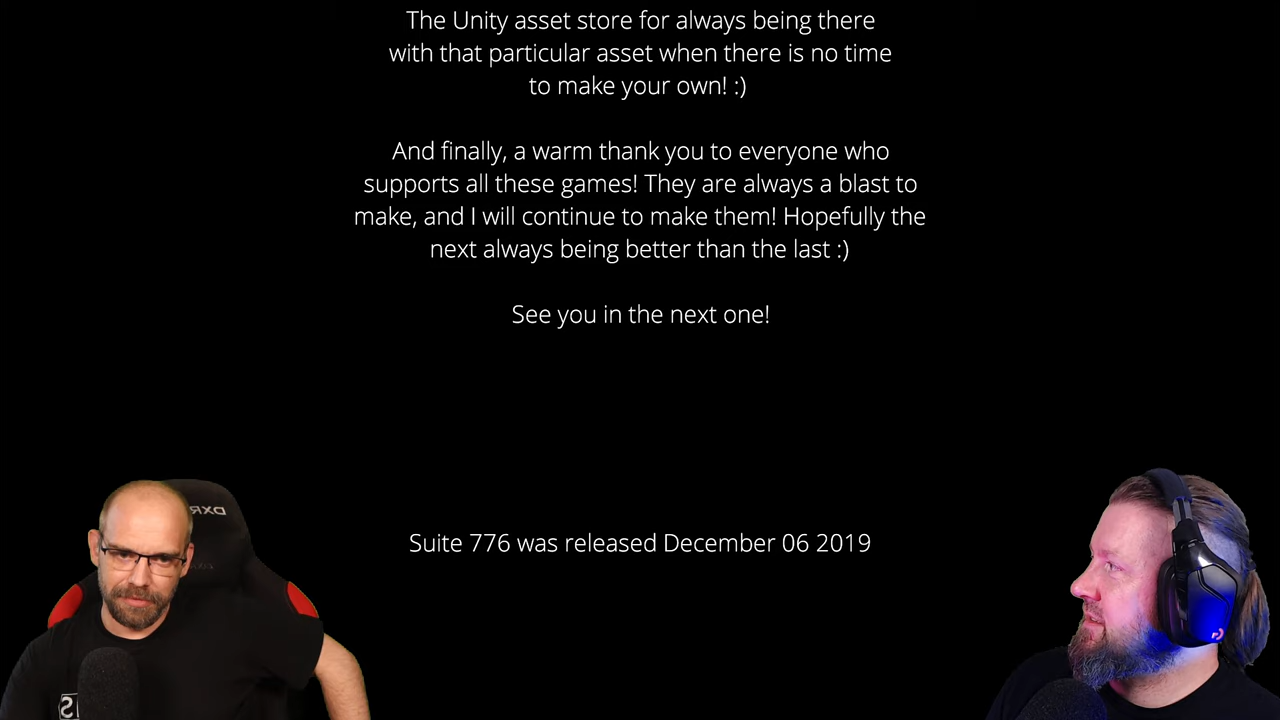 The Unity asset store for always being there
with that particular asset when there is no time
to make your own! :)
And finally, a warm thank you to everyone who
supports all these games! They are always a blast to
make, and I will continue to make them! Hopefully the
next always being better than the last :)
See you in the next one!
Suite 776 was released December 06 2019